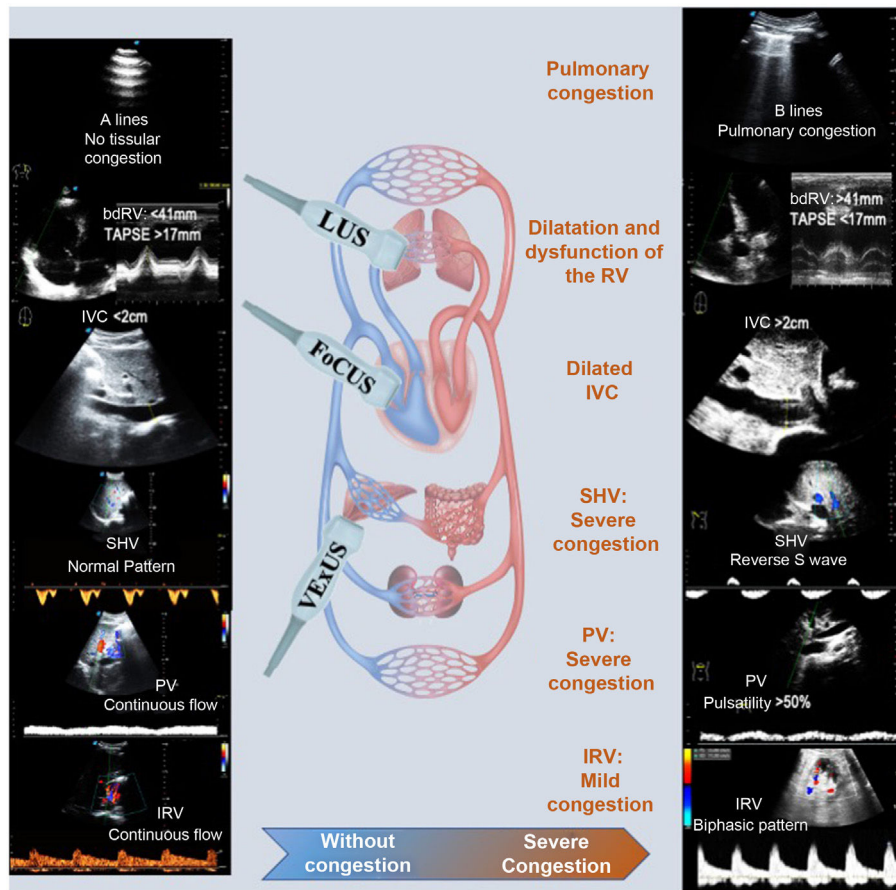 A lines
No tissular
congestion
bdRV: <41mm
TAPSE >17mm
IVC <2cm
SHV
Normal Pattern
PV
Continuous flow
IRV
Continuous flow
LUS
FoCUS
VExUS
Pulmonary
congestion
Dilatation and
dysfunction of
the RV
Dilated
IVC
SHV:
Severe
congestion
PV:
Severe
congestion
IRV:
Mild
congestion
Without
congestion
Severe
Congestion
B lines
Pulmonary congestion
bdRV: >41mm
TAPSE <17mm
IVC >2cm
SHV
Reverse S wave
PV
Pulsatility >50%
IRV
Biphasic pattern